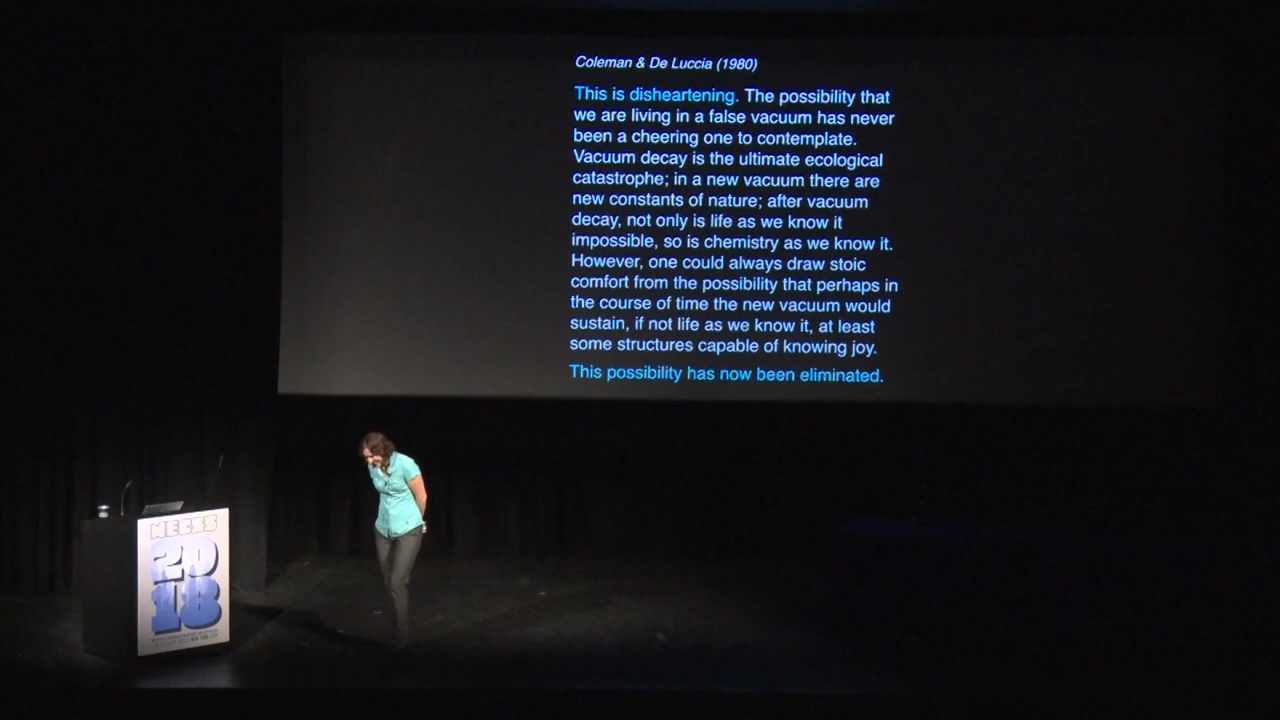 Coleman & De Luccia (1980)
This is disheartening. The possibility that
we are living in a false vacuum has never
been a cheering one to contemplate.
Vacuum decay is the ultimate ecological
catastrophe; in a new vacuum there are
new constants of nature; after vacuum
decay, not only is life as we know it
impossible, so is chemistry as we know it.
However, one could always draw stoic
comfort from the possibility that perhaps in
the course of time the new vacuum would
sustain, if not life as we know it, at least
some structures capable of knowing joy.
This possibility has now been eliminated.
NECSS
20
18